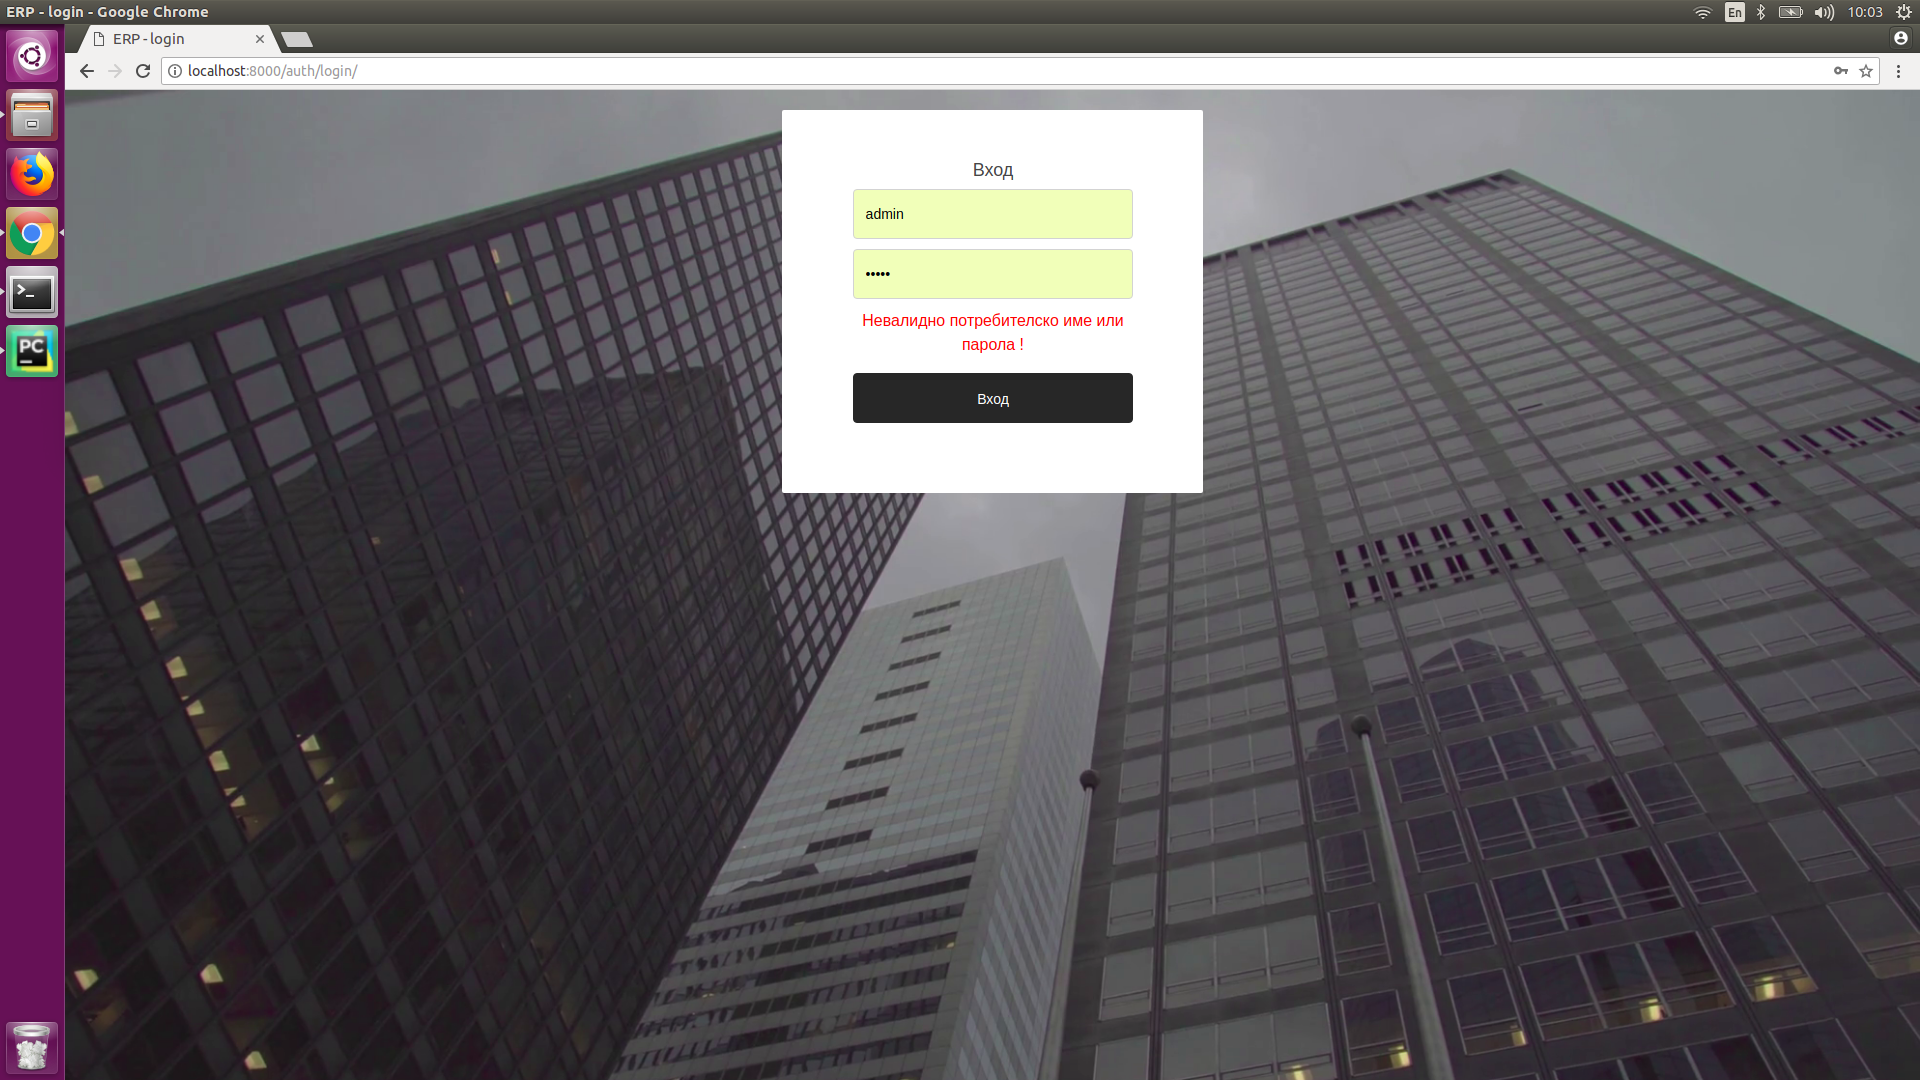 ERP - login - Google Chrome
En
10:03
ERP - login
localhost:8000/auth/login/
Вход
admin
•••••
Невалидно потребителско име или
парола !
Вход
PC